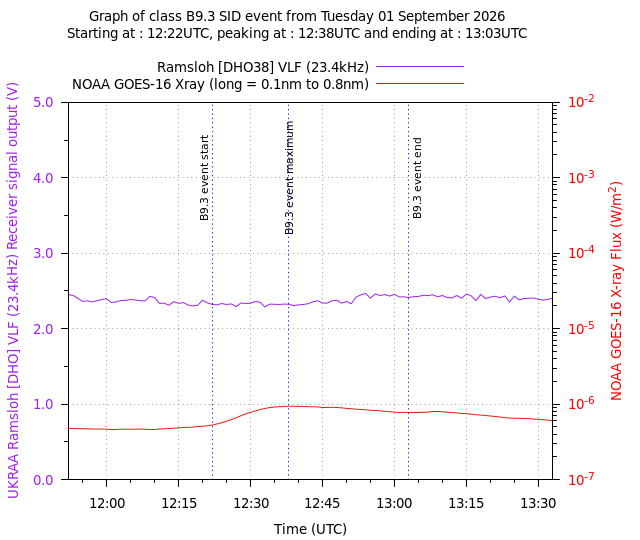 Graph of class B9.3 SID event from Tuesday 01 September 2026
Starting at : 12:22UTC, peaking at : 12:38UTC and ending at : 13:03UTC
Ramsloh [DHO38] VLF (23.4kHz)
NOAA GOES-16 Xray (long = 0.1nm to 0.8nm)
UKRAA Ramsloh [DHO] VLF (23.4kHz) Receiver signal output (V)
5.0
4.0
3.0
2.0
1.0
0.0
B9.3 event start
B9.3 event maximum
B9.3 event end
10^-2
10^-3
10^-4
10^-5
10^-6
10^-7
NOAA GOES-16 X-ray Flux (W/m²)
12:00 12:15 12:30 12:45 13:00 13:15 13:30
Time (UTC)